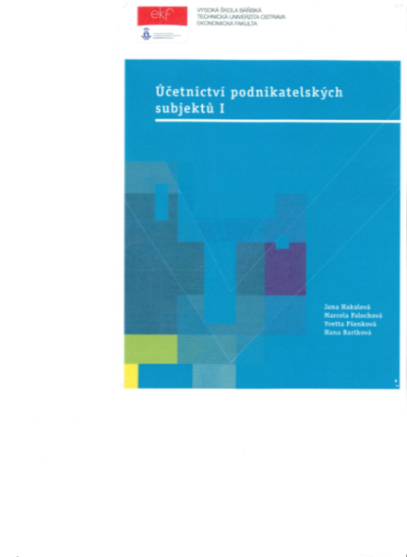 ekf
VYSOKÁ ŠKOLA BÁŇSKÁ
TECHNICKÁ UNIVERZITA OSTRAVA
EKONOMICKÁ FAKULTA
Účetnictví podnikatelských
subjektů I
Jana Hakalová
Marcela Palochová
Yvetta Pšenková
Hana Bartková